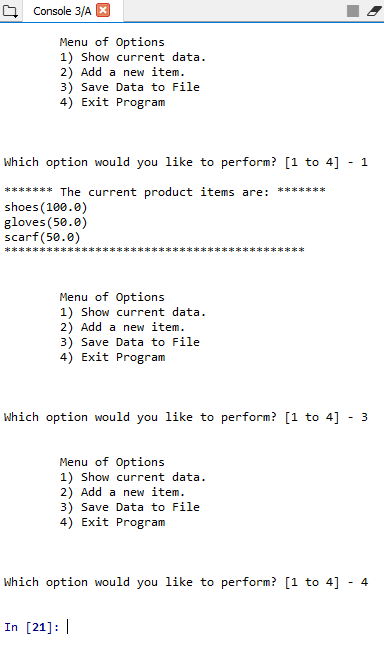 Console 3/A
Menu of Options
1) Show current data.
2) Add a new item.
3) Save Data to File
4) Exit Program
Which option would you like to perform? [1 to 4] - 1
******* The current product items are: *******
shoes(100.0)
gloves(50.0)
scarf(50.0)
*******************************************
Menu of Options
1) Show current data.
2) Add a new item.
3) Save Data to File
4) Exit Program
Which option would you like to perform? [1 to 4] - 3
Menu of Options
1) Show current data.
2) Add a new item.
3) Save Data to File
4) Exit Program
Which option would you like to perform? [1 to 4] - 4
In [21]: